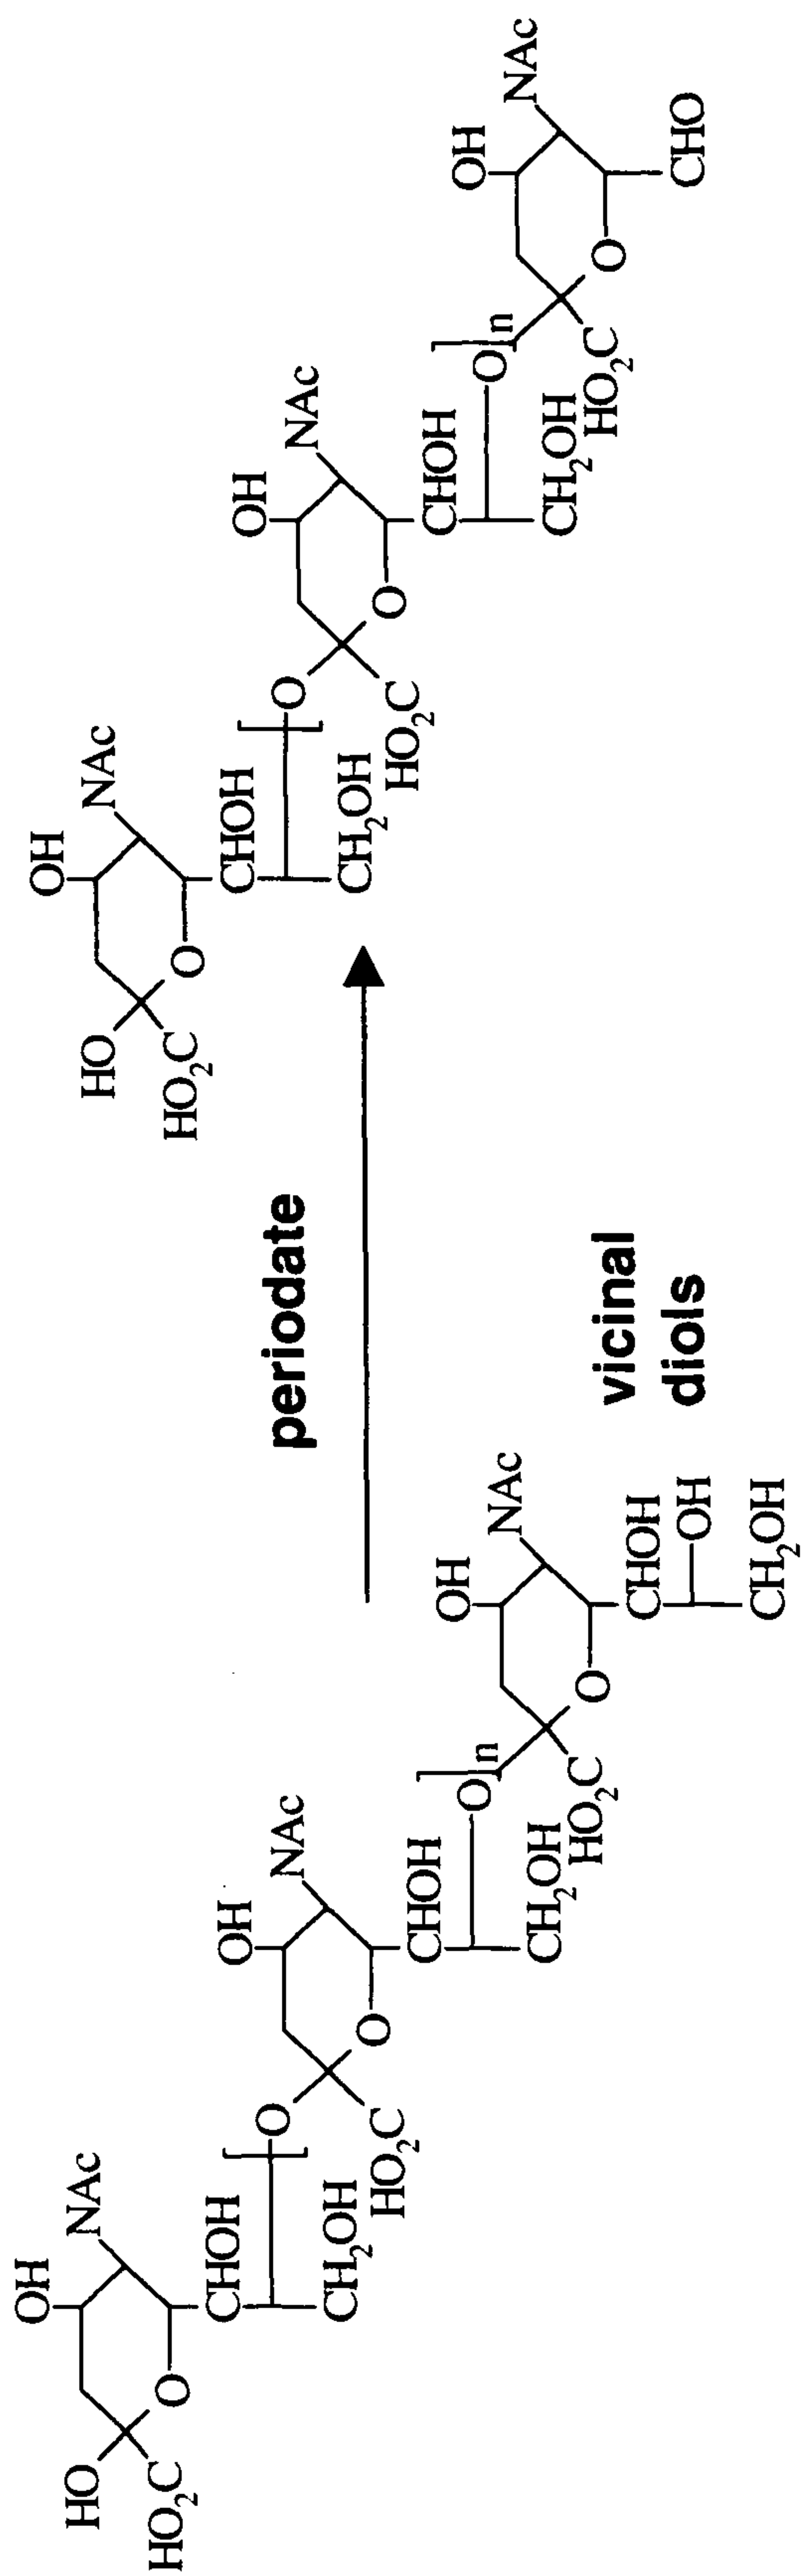 OH
NAc
HO
O
HO₂C
CHOH
CH₂OH
O
OH
NAc
O
HO₂C
CHOH
CH₂OH
O
n
OH
NAc
O
HO₂C
CHOH
OH
CH₂OH
periodate
vicinal
diols
OH
NAc
HO
O
HO₂C
CHOH
CH₂OH
O
OH
NAc
O
HO₂C
CHOH
CH₂OH
O
n
OH
NAc
O
HO₂C
CHO